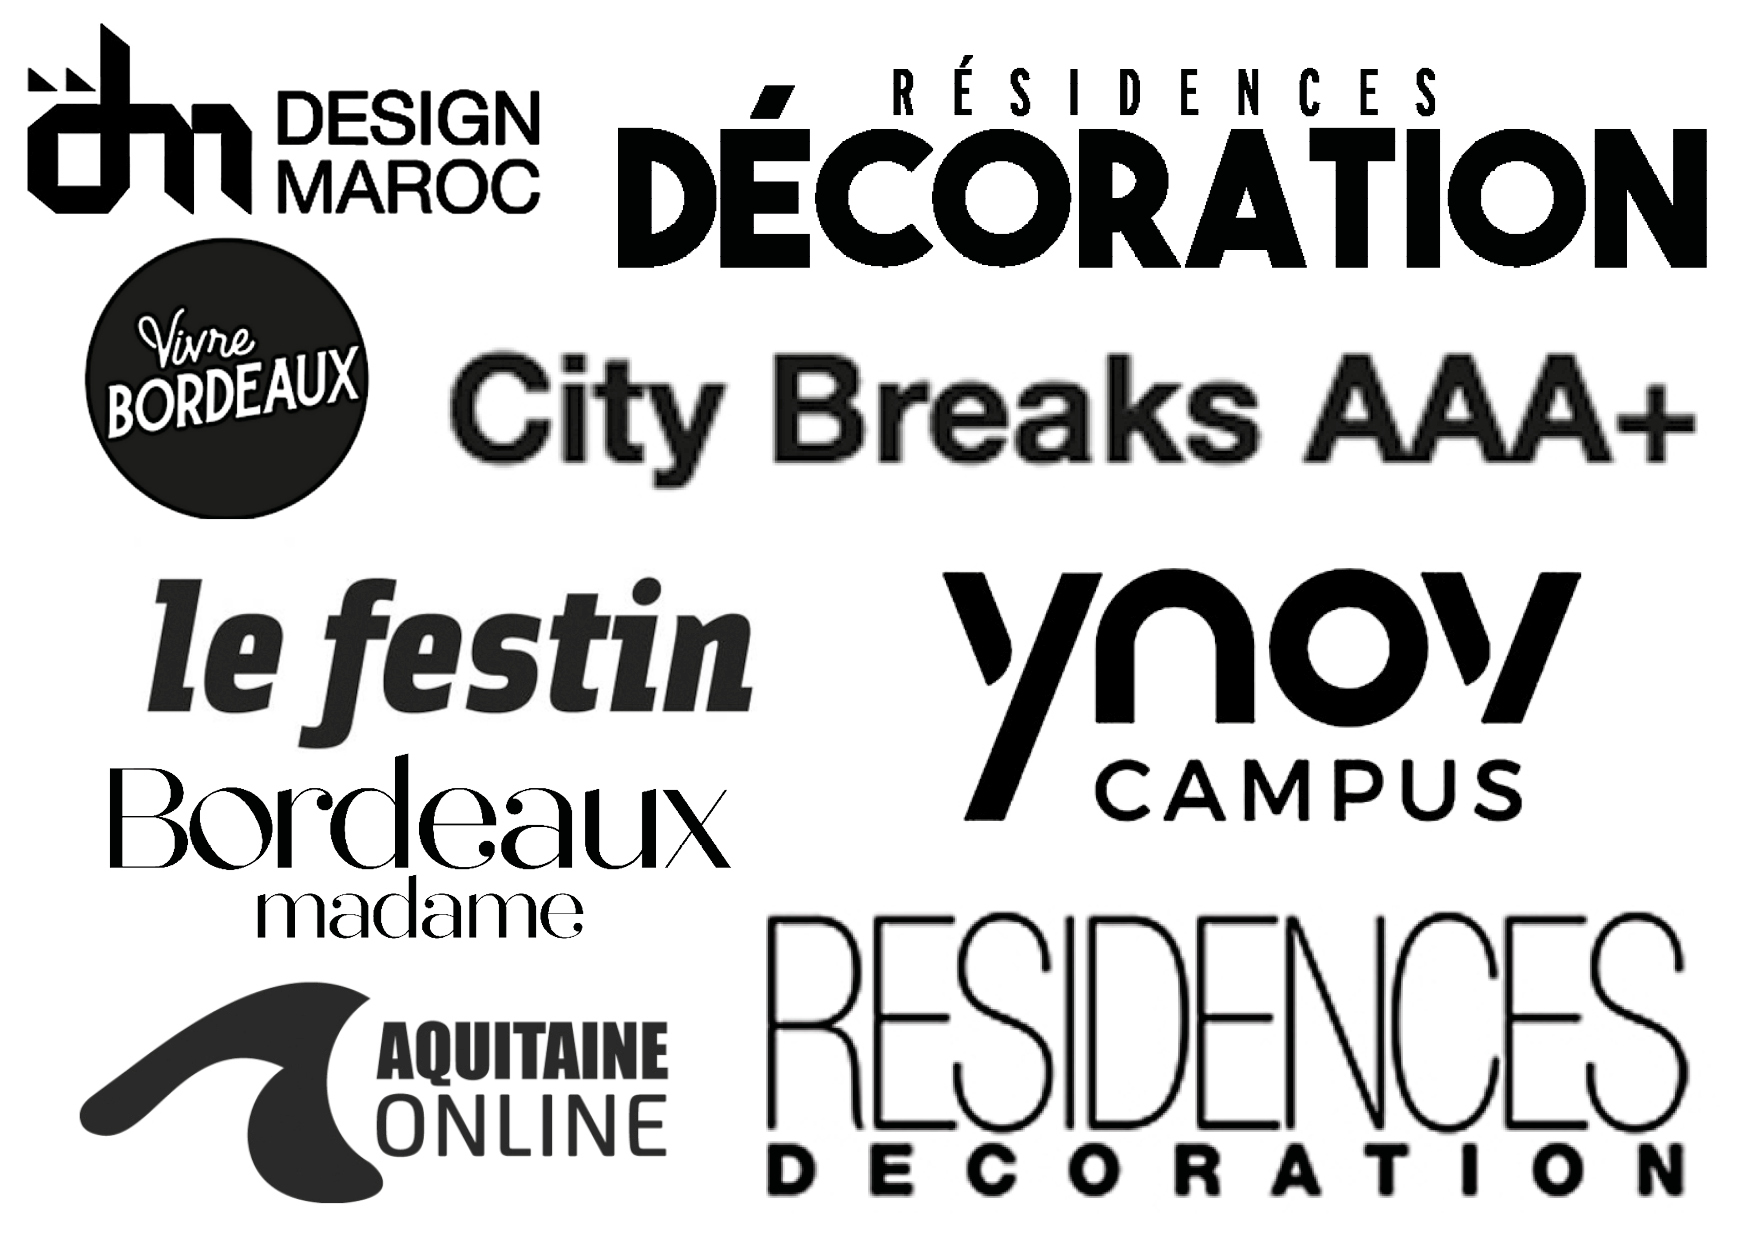 dm
DESIGN
MAROC
RÉSIDENCES
DÉCORATION
Vivre
BORDEAUX
City Breaks AAA+
le festin
ynov
CAMPUS
Bordeaux
madame
AQUITAINE
ONLINE
RESIDENCES
DECORATION